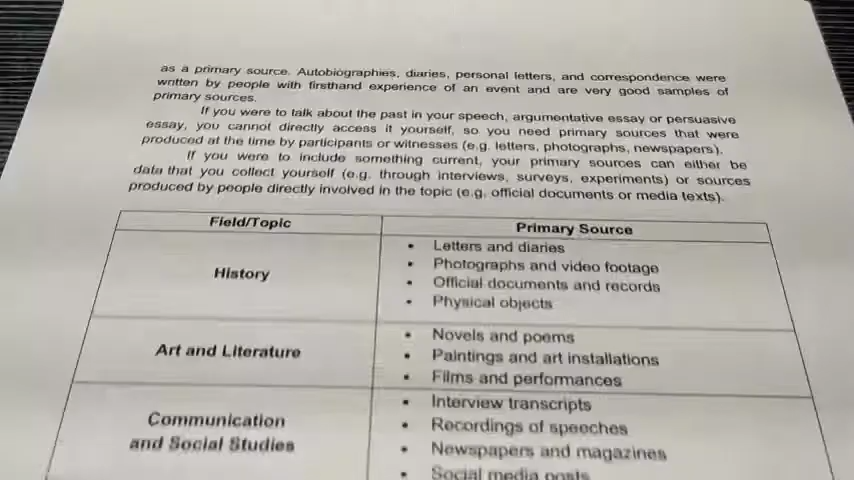 as a primary source. Autobiographies, diaries, personal letters, and correspondence were
written by people with firsthand experience of an event and are very good samples of
primary sources.
If you were to talk about the past in your speech, argumentative essay or persuasive
essay, you cannot directly access it yourself, so you need primary sources that were
produced at the time by participants or witnesses (e.g. letters, photographs, newspapers).
If you were to include something current, your primary sources can either be
data that you collect yourself (e.g. through interviews, surveys, experiments) or sources
produced by people directly involved in the topic (e.g. official documents or media texts).
Field/Topic
Primary Source
History
• Letters and diaries
• Photographs and video footage
• Official documents and records
• Physical objects
Art and Literature
• Novels and poems
• Paintings and art installations
• Films and performances
Communication
and Social Studies
• Interview transcripts
• Recordings of speeches
• Newspapers and magazines
• Social media posts